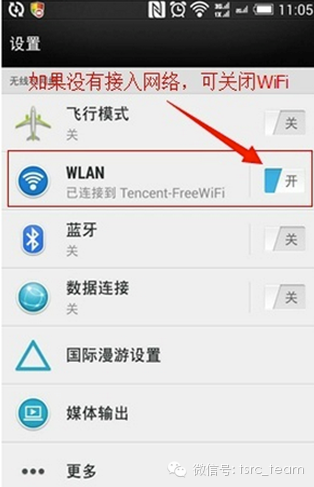 11:05
设置
无线
如果没有接入网络，可关闭WiFi
飞行模式
关
关
WLAN
已连接到 Tencent-FreeWiFi
开
蓝牙
关
关
数据连接
关
关
国际漫游设置
媒体输出
更多
微信号: tsrc_team